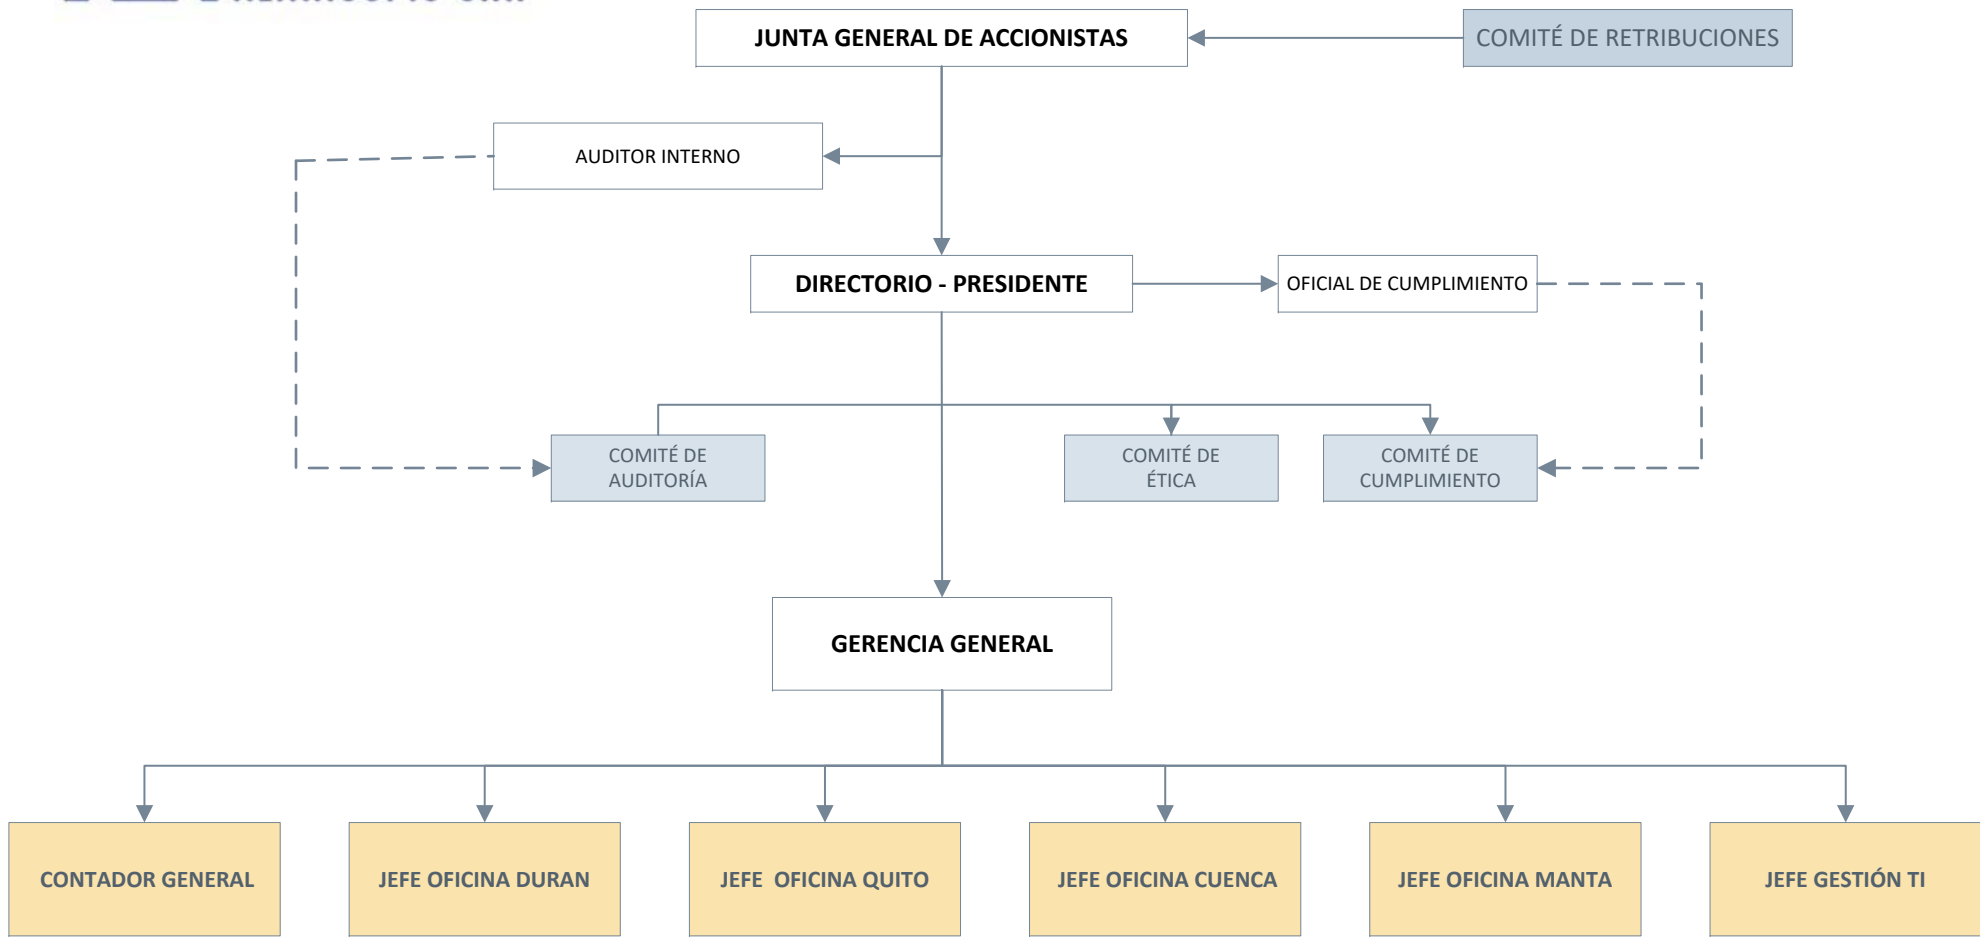 JUNTA GENERAL DE ACCIONISTAS
COMITÉ DE RETRIBUCIONES
AUDITOR INTERNO
DIRECTORIO - PRESIDENTE
OFICIAL DE CUMPLIMIENTO
COMITÉ DE
AUDITORÍA
COMITÉ DE
ÉTICA
COMITÉ DE
CUMPLIMIENTO
GERENCIA GENERAL
CONTADOR GENERAL
JEFE OFICINA DURAN
JEFE OFICINA QUITO
JEFE OFICINA CUENCA
JEFE OFICINA MANTA
JEFE GESTIÓN TI